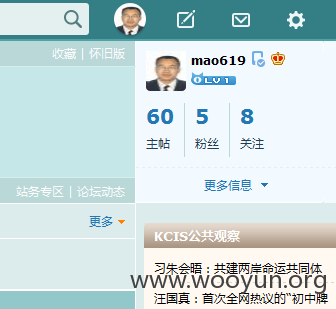 收藏 | 怀旧版
mao619
LV1
60 5 8
主帖 粉丝 关注
站务专区 | 论坛动态
更多信息
更多
KCIS公共观察
习朱会晤：共建两岸命运共同体
www.wooyun.org
汪国真：首次全网热议的“初中牌